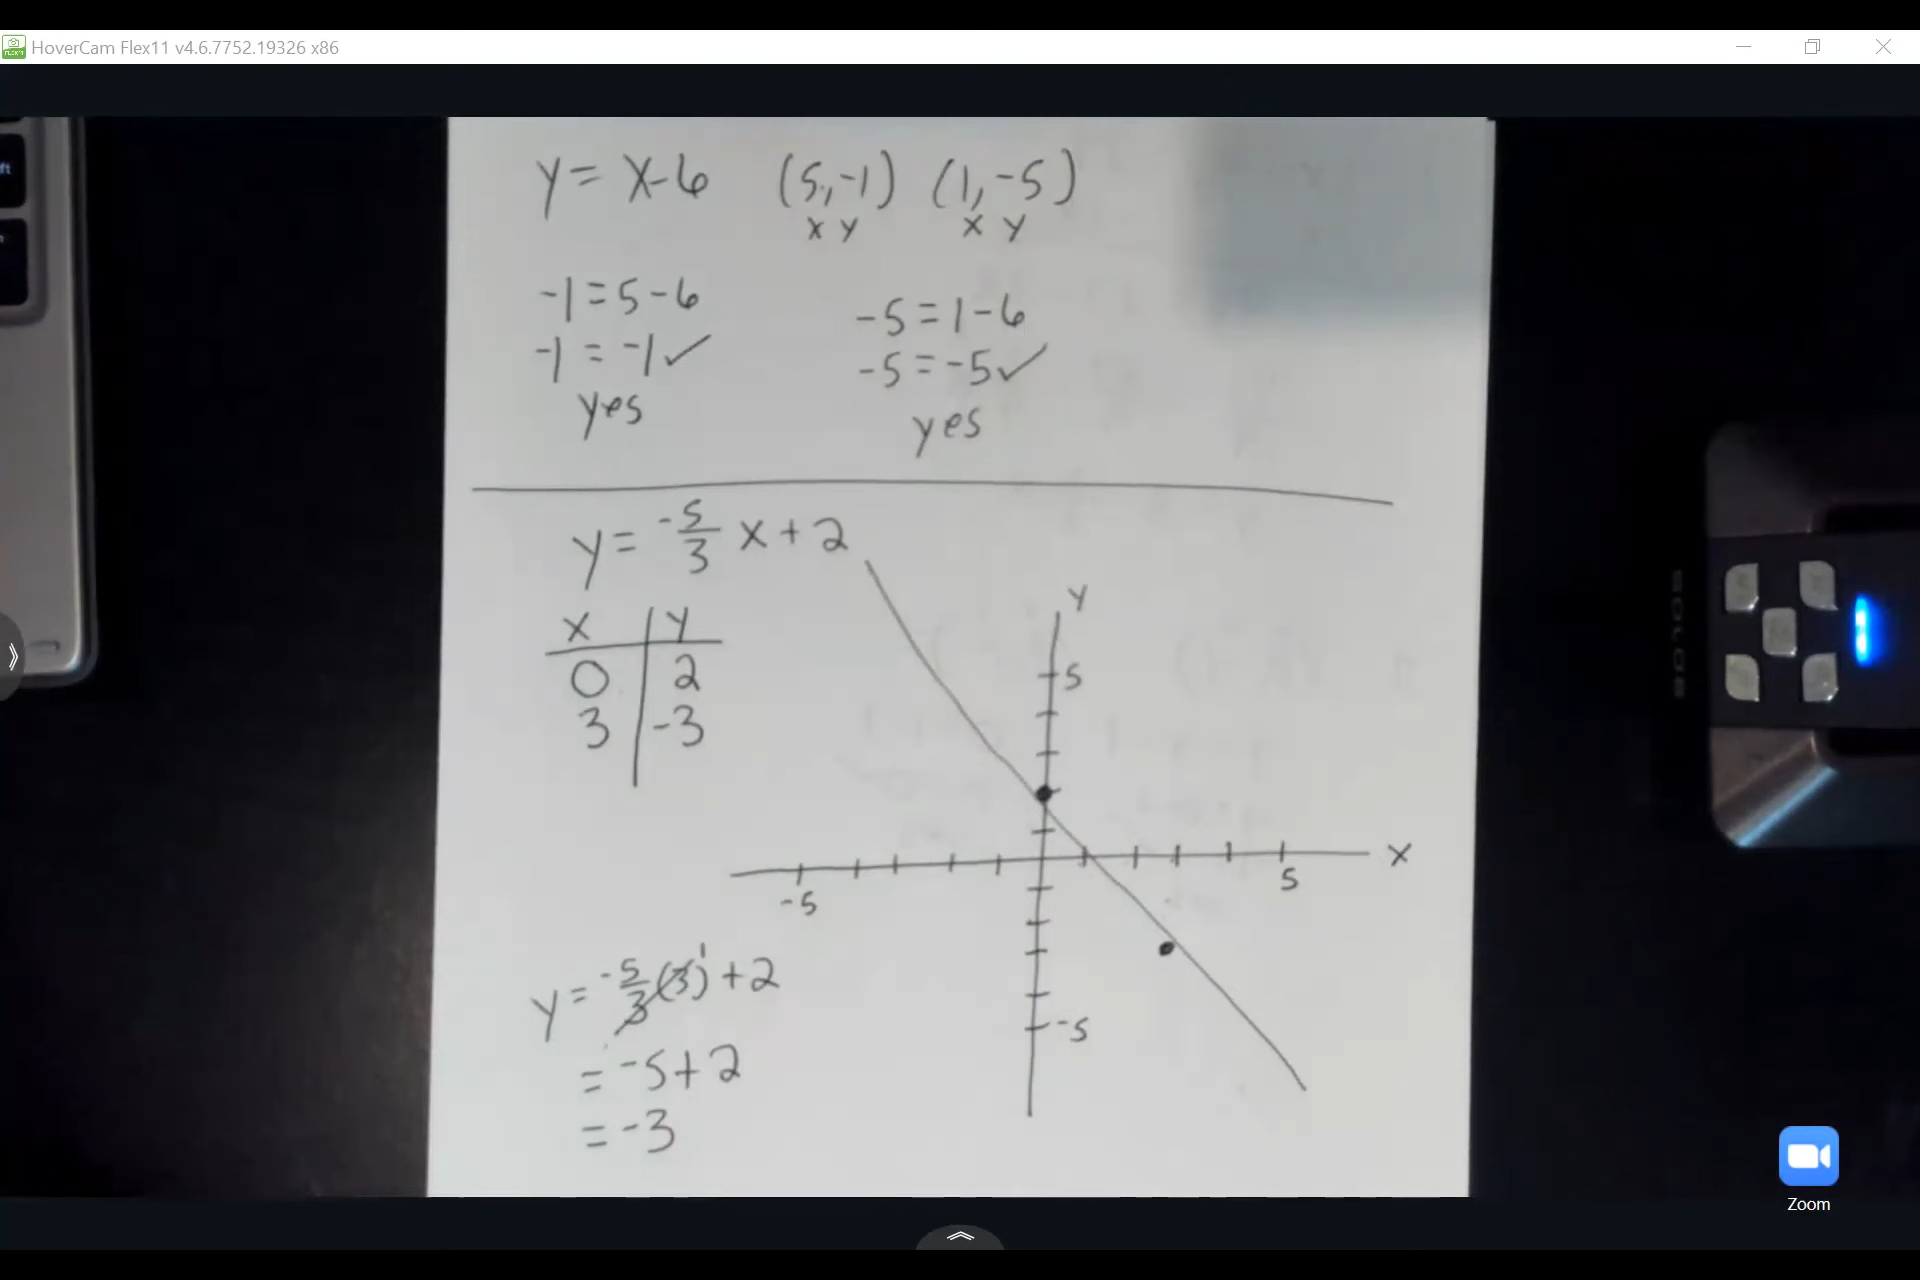 HoverCam Flex11 v4.6.7752.19326 x86
y = x-6 (5,-1) (1,-5)
x y x y
-1 = 5-6
-1 = -1✓
yes
-5 = 1-6
-5 = -5✓
yes
y = -5/3 x + 2
x y
0 2
3 -3
y
5
x
-5 5
-5
y = -5/3 (3)1 + 2
= -5+2
= -3
Zoom